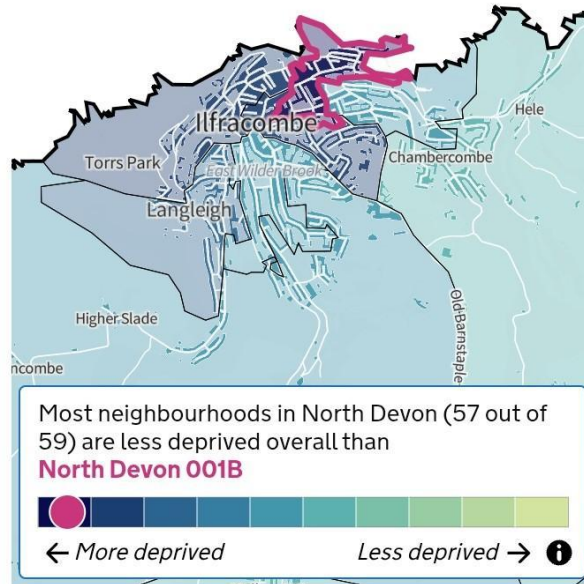 Hele
Ilfracombe
Torrs Park
Chambercombe
East Wilder Brook
Langleigh
Old Barnstaple
Higher Slade
ncombe
Most neighbourhoods in North Devon (57 out of
59) are less deprived overall than
North Devon 001B
← More deprived Less deprived → i